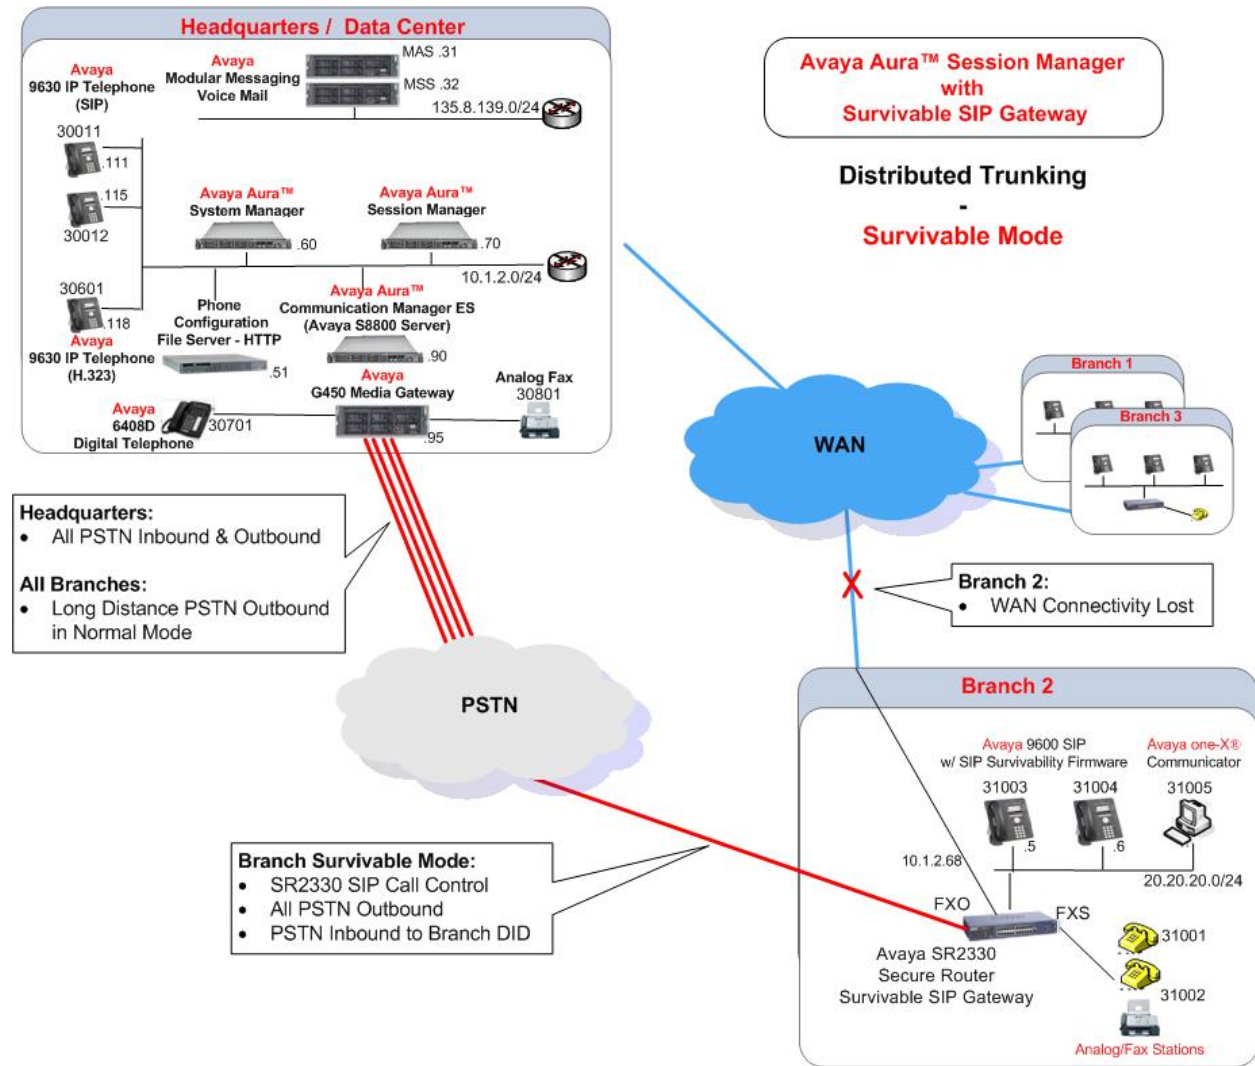 Headquarters / Data Center
Avaya
9630 IP Telephone
(SIP)
Avaya
Modular Messaging
Voice Mail
MAS .31
MSS .32
135.8.139.0/24
30011
.111
.115
30012
Avaya Aura™
System Manager
.60
Avaya Aura™
Session Manager
.70
10.1.2.0/24
30601
.118
Avaya
9630 IP Telephone
(H.323)
Phone
Configuration
File Server - HTTP
.51
Avaya Aura™
Communication Manager ES
(Avaya S8800 Server)
.90
Avaya
G450 Media Gateway
.95
Analog Fax
30801
Avaya
6408D
Digital Telephone
30701
Avaya Aura™ Session Manager
with
Survivable SIP Gateway
Distributed Trunking
-
Survivable Mode
WAN
Branch 1
Branch 3
Headquarters:
• All PSTN Inbound & Outbound
All Branches:
• Long Distance PSTN Outbound
in Normal Mode
Branch 2:
• WAN Connectivity Lost
PSTN
Branch Survivable Mode:
• SR2330 SIP Call Control
• All PSTN Outbound
• PSTN Inbound to Branch DID
Branch 2
Avaya 9600 SIP
w/ SIP Survivability Firmware
Avaya one-X®
Communicator
31003
31004
31005
.5
.6
10.1.2.68
20.20.20.0/24
FXO
FXS
Avaya SR2330
Secure Router
Survivable SIP Gateway
31001
31002
Analog/Fax Stations